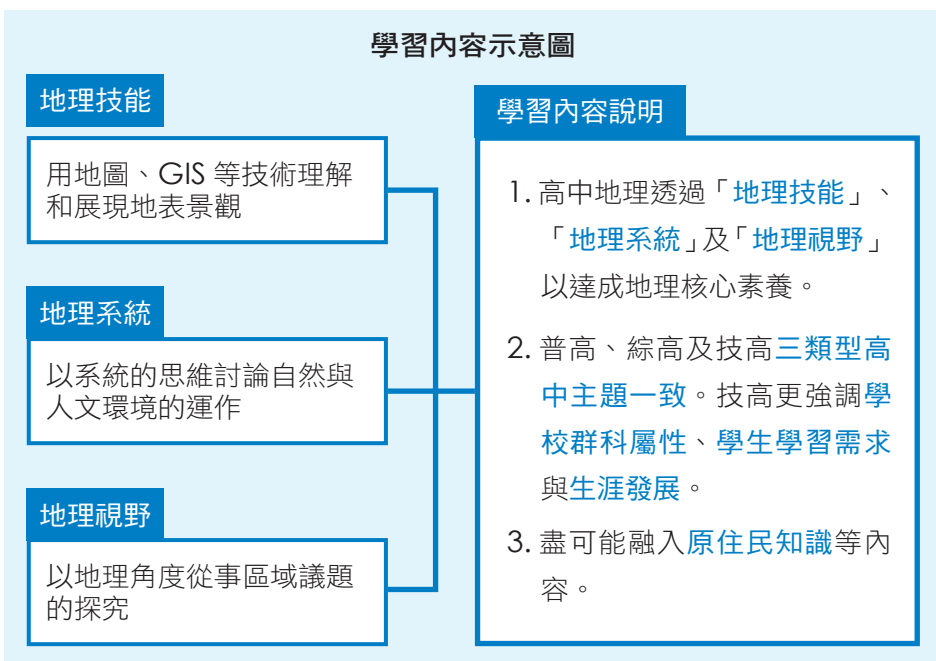 學習內容示意圖
地理技能
用地圖、GIS 等技術理解
和展現地表景觀
地理系統
以系統的思維討論自然與
人文環境的運作
地理視野
以地理角度從事區域議題
的探究
學習內容說明
1. 高中地理透過「地理技能」、
「地理系統」及「地理視野」
以達成地理核心素養。
2. 普高、綜高及技高三類型高
中主題一致。技高更強調學
校群科屬性、學生學習需求
與生涯發展。
3. 盡可能融入原住民知識等內
容。